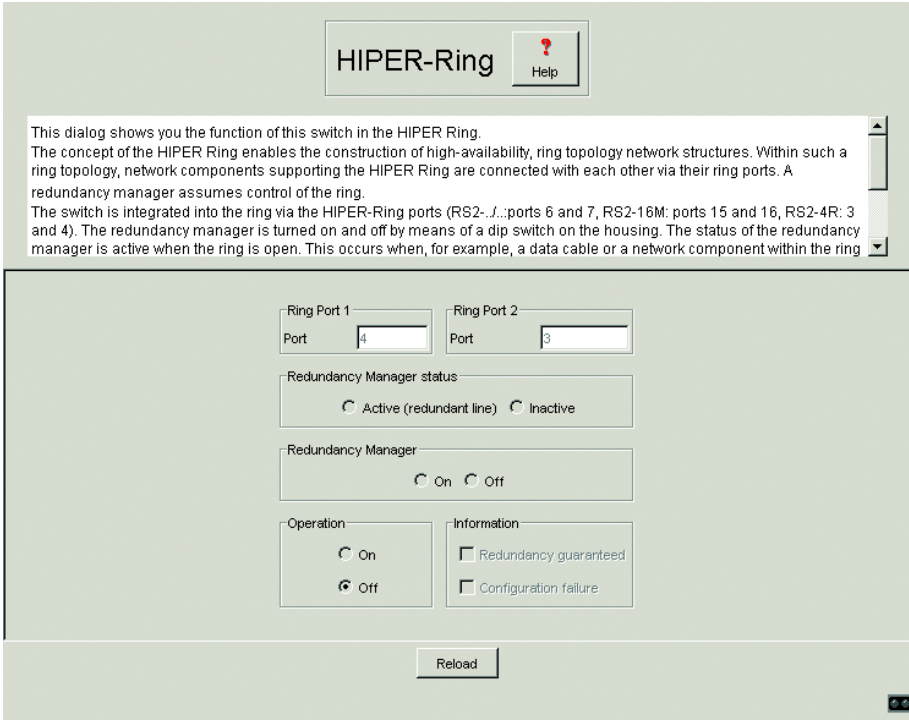 HIPER-Ring
?
Help
This dialog shows you the function of this switch in the HIPER Ring.
The concept of the HIPER Ring enables the construction of high-availability, ring topology network structures. Within such a
ring topology, network components supporting the HIPER Ring are connected with each other via their ring ports. A
redundancy manager assumes control of the ring.
The switch is integrated into the ring via the HIPER-Ring ports (RS2-../..:ports 6 and 7, RS2-16M: ports 15 and 16, RS2-4R: 3
and 4). The redundancy manager is turned on and off by means of a dip switch on the housing. The status of the redundancy
manager is active when the ring is open. This occurs when, for example, a data cable or a network component within the ring
Ring Port 1
Port 4
Ring Port 2
Port 3
Redundancy Manager status
Active (redundant line) Inactive
Redundancy Manager
On Off
Operation
On
Off
Information
Redundancy guaranteed
Configuration failure
Reload